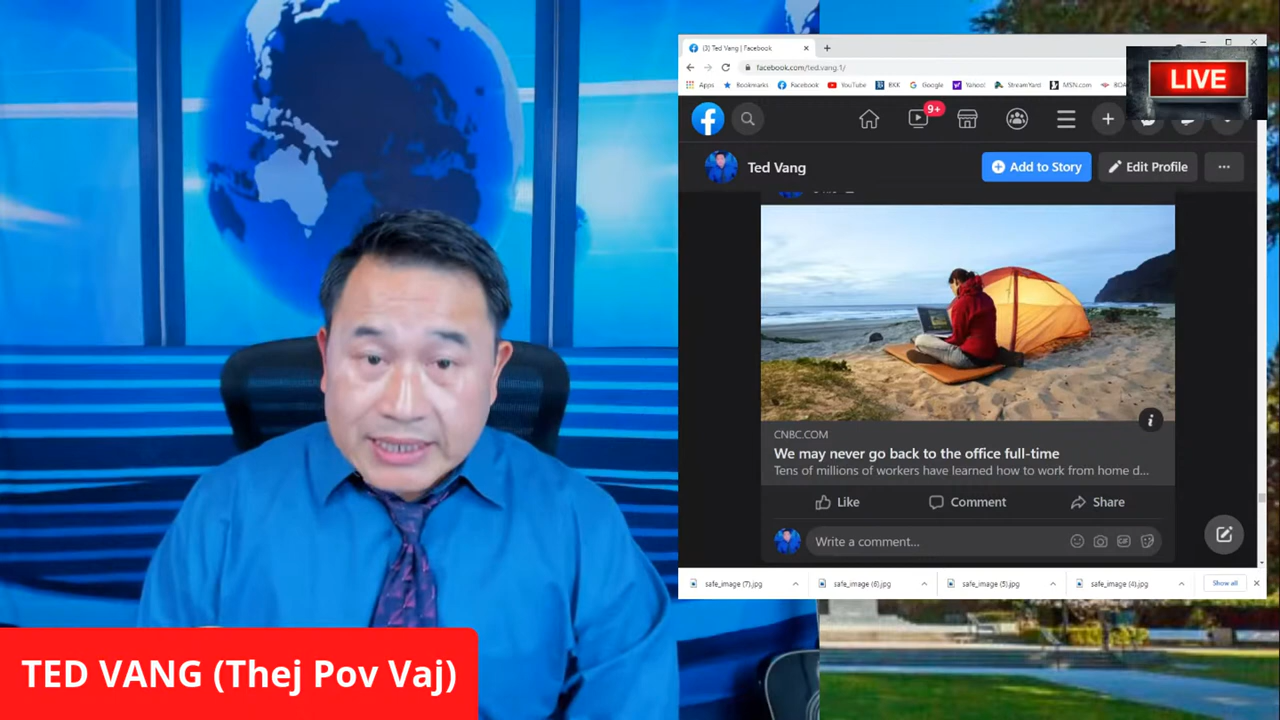 (3) Ted Vang | Facebook
facebook.com/ted.vang.1/
Apps Bookmarks Facebook YouTube BKK Google Yahoo! StreamYard MSN.com
LIVE
9+
Ted Vang
Add to Story
Edit Profile
CNBC.COM
We may never go back to the office full-time
Tens of millions of workers have learned how to work from home d...
Like Comment Share
Write a comment...
GIF
safe_image (7).jpg safe_image (6).jpg safe_image (5).jpg safe_image (4).jpg Show all
TED VANG (Thej Pov Vaj)